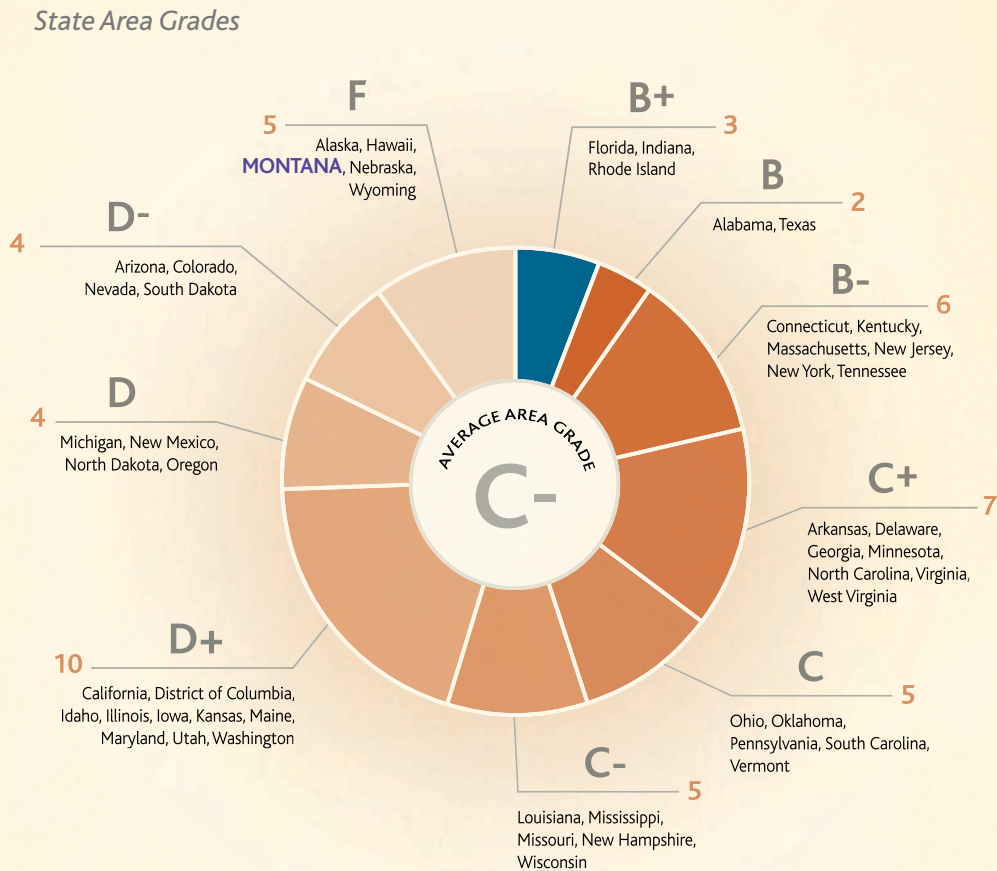 State Area Grades
F
5
Alaska, Hawaii,
MONTANA, Nebraska,
Wyoming
B+
3
Florida, Indiana,
Rhode Island
B
2
Alabama, Texas
B-
6
Connecticut, Kentucky,
Massachusetts, New Jersey,
New York, Tennessee
C+
7
Arkansas, Delaware,
Georgia, Minnesota,
North Carolina, Virginia,
West Virginia
C
5
Ohio, Oklahoma,
Pennsylvania, South Carolina,
Vermont
C-
5
Louisiana, Mississippi,
Missouri, New Hampshire,
Wisconsin
D+
10
California, District of Columbia,
Idaho, Illinois, Iowa, Kansas, Maine,
Maryland, Utah, Washington
D
4
Michigan, New Mexico,
North Dakota, Oregon
D-
4
Arizona, Colorado,
Nevada, South Dakota
AVERAGE AREA GRADE
C-